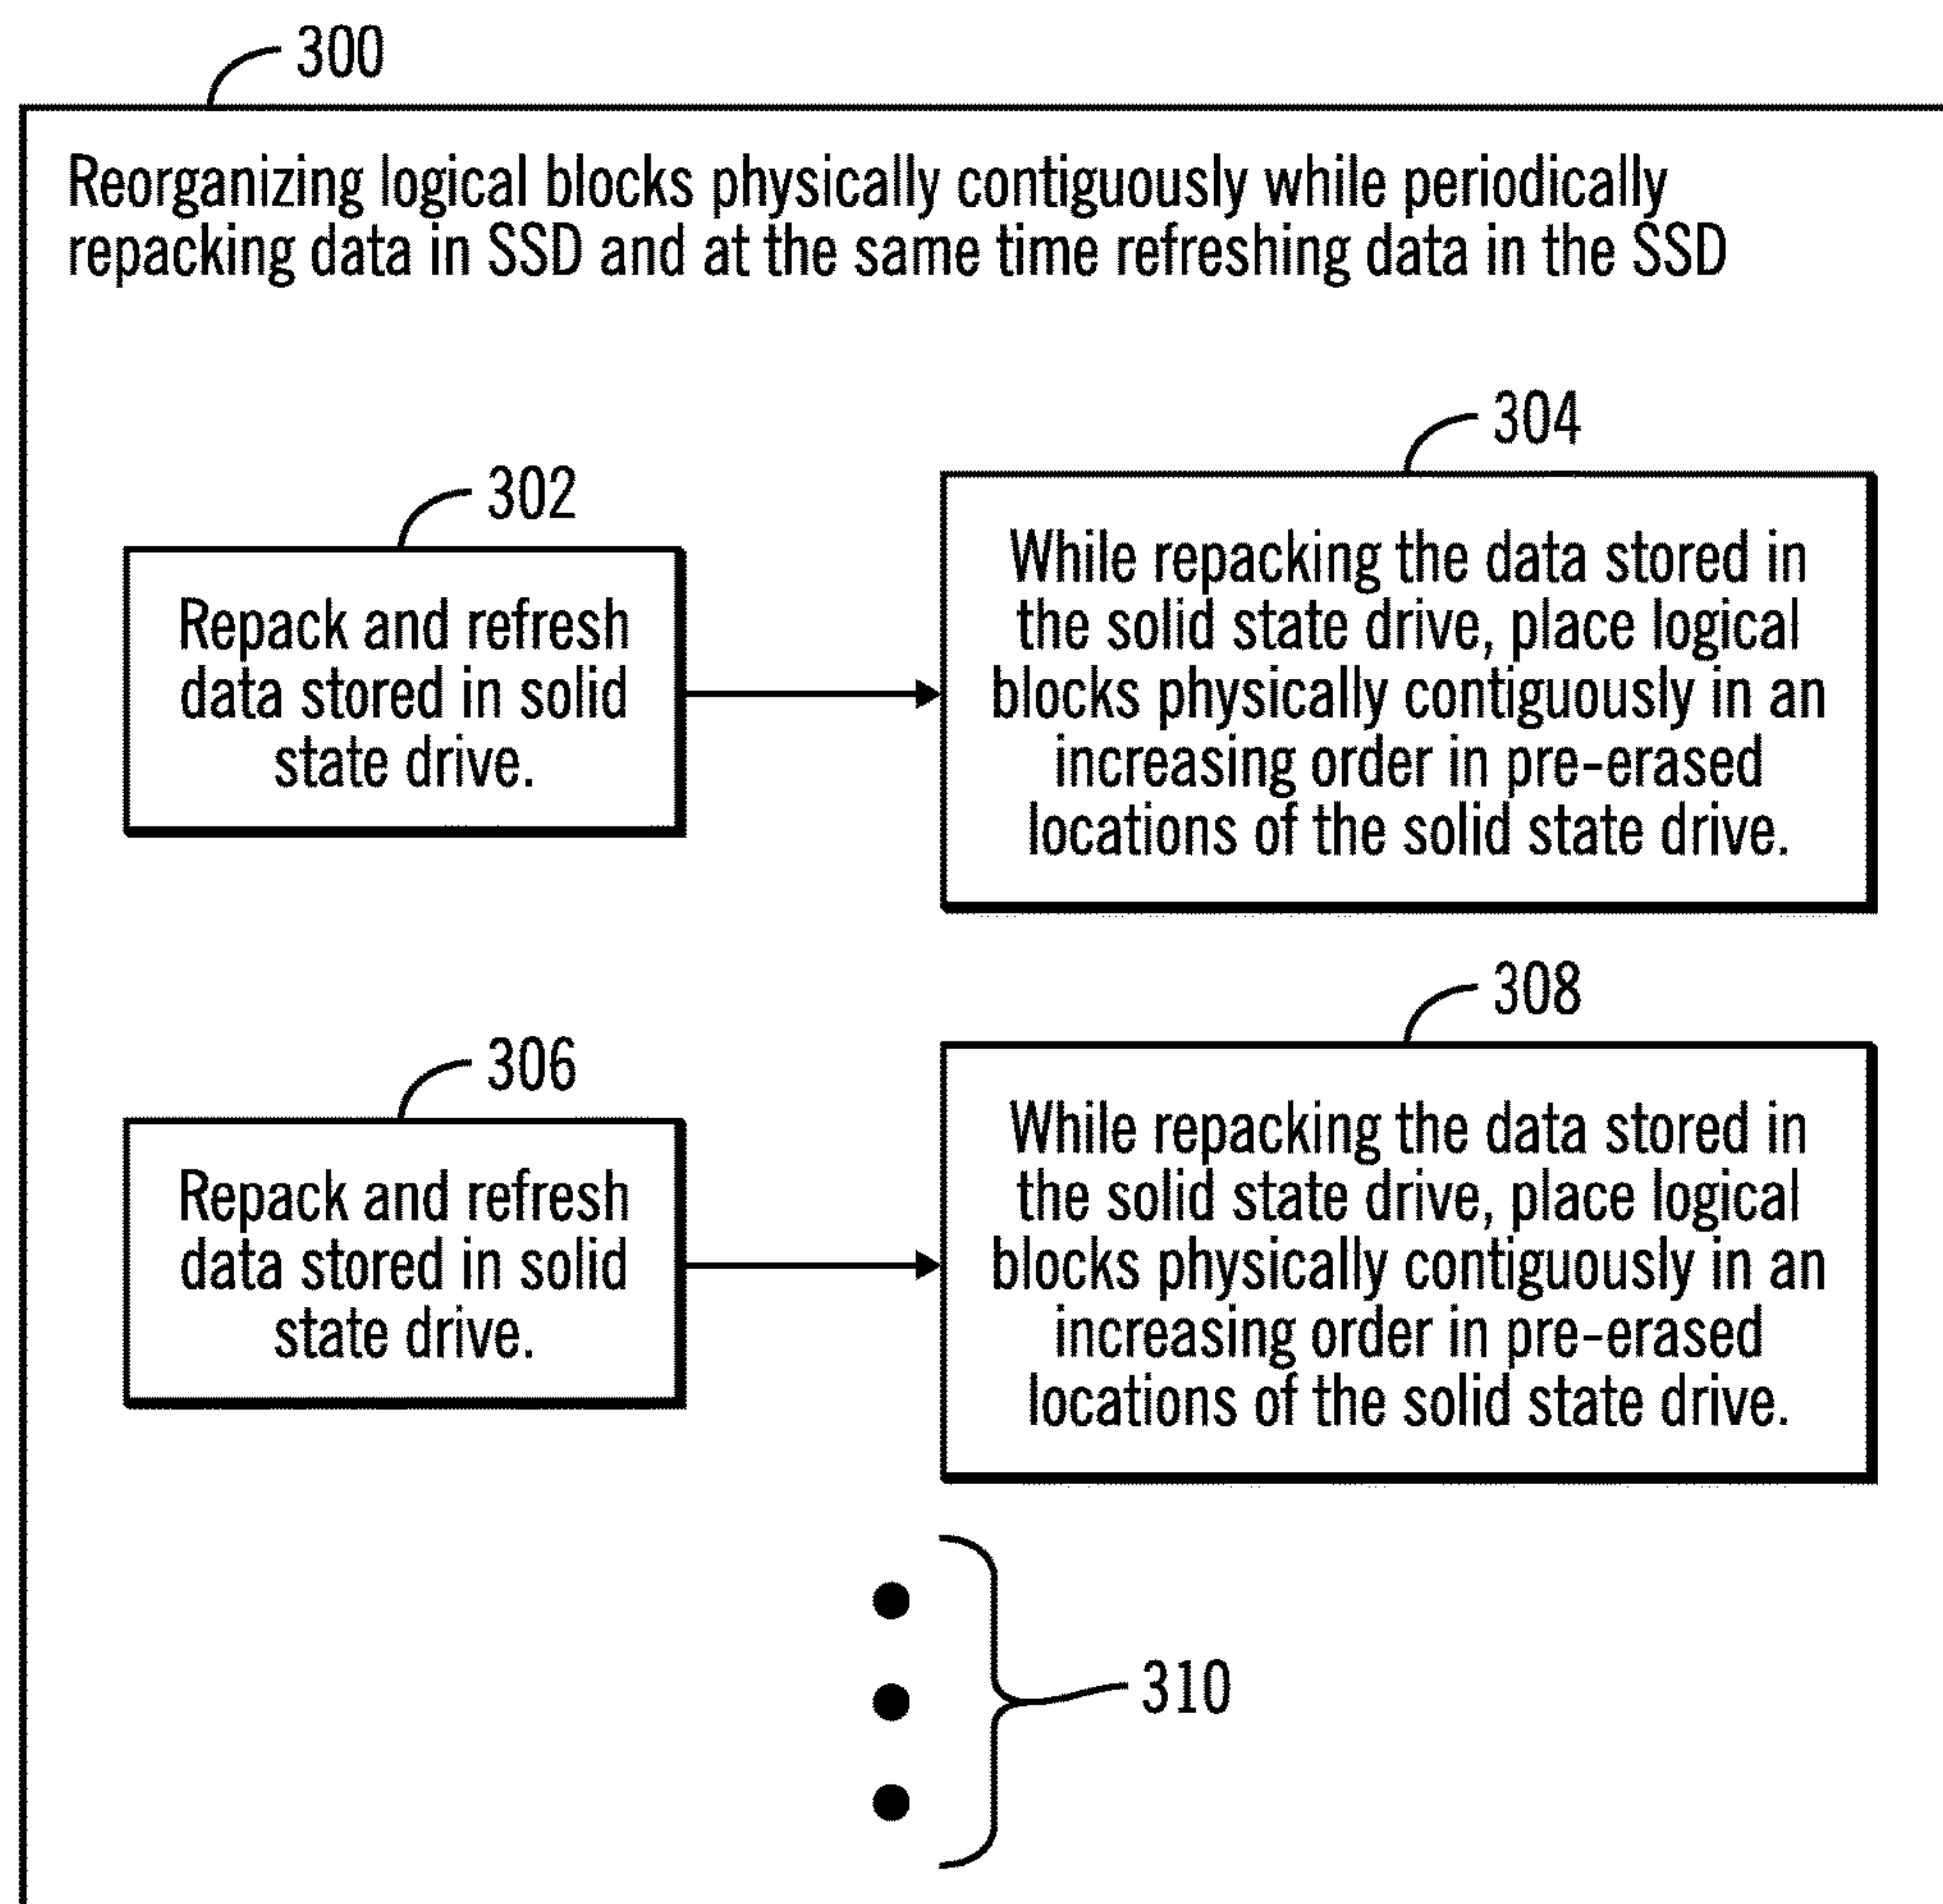 300
Reorganizing logical blocks physically contiguously while periodically
repacking data in SSD and at the same time refreshing data in the SSD
302
Repack and refresh
data stored in solid
state drive.
304
While repacking the data stored in
the solid state drive, place logical
blocks physically contiguously in an
increasing order in pre-erased
locations of the solid state drive.
306
Repack and refresh
data stored in solid
state drive.
308
While repacking the data stored in
the solid state drive, place logical
blocks physically contiguously in an
increasing order in pre-erased
locations of the solid state drive.
310